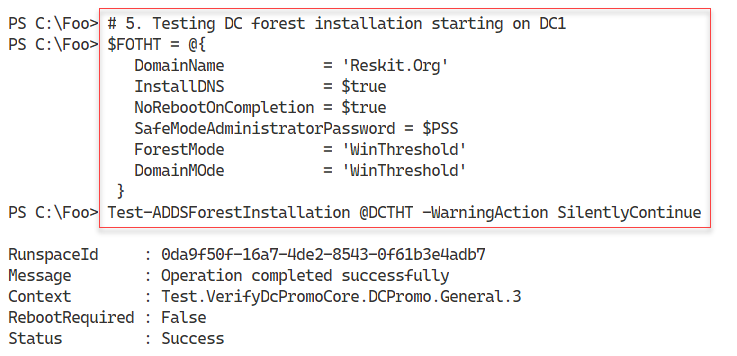 PS C:\Foo> # 5. Testing DC forest installation starting on DC1
PS C:\Foo> $FOTHT = @{
DomainName = 'Reskit.Org'
InstallDNS = $true
NoRebootOnCompletion = $true
SafeModeAdministratorPassword = $PSS
ForestMode = 'WinThreshold'
DomainMOde = 'WinThreshold'
}
PS C:\Foo> Test-ADDSForestInstallation @DCTHT -WarningAction SilentlyContinue
RunspaceId : 0da9f50f-16a7-4de2-8543-0f61b3e4adb7
Message : Operation completed successfully
Context : Test.VerifyDcPromoCore.DCPromo.General.3
RebootRequired : False
Status : Success